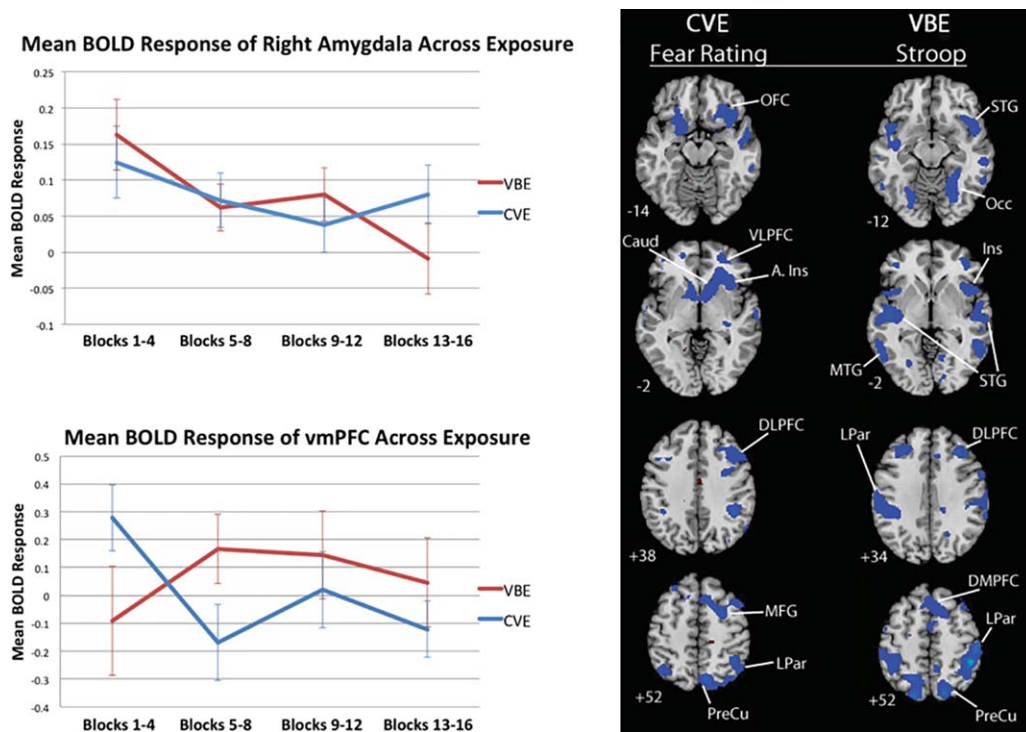 Mean BOLD Response of Right Amygdala Across Exposure
Mean BOLD Response
0.25
0.2
0.15
0.1
0.05
0
-0.05
-0.1
VBE
CVE
Blocks 1-4 Blocks 5-8 Blocks 9-12 Blocks 13-16
Mean BOLD Response of vmPFC Across Exposure
Mean BOLD Response
0.5
0.4
0.3
0.2
0.1
0
-0.1
-0.2
-0.3
-0.4
VBE
CVE
Blocks 1-4 Blocks 5-8 Blocks 9-12 Blocks 13-16
CVE VBE
Fear Rating Stroop
OFC STG
Occ
-14 -12
Caud VLPFC Ins
A. Ins
MTG
-2 -2 STG
DLPFC LPar DLPFC
+38 +34
DMPFC
MFG LPar
LPar
+52 +52
PreCu PreCu